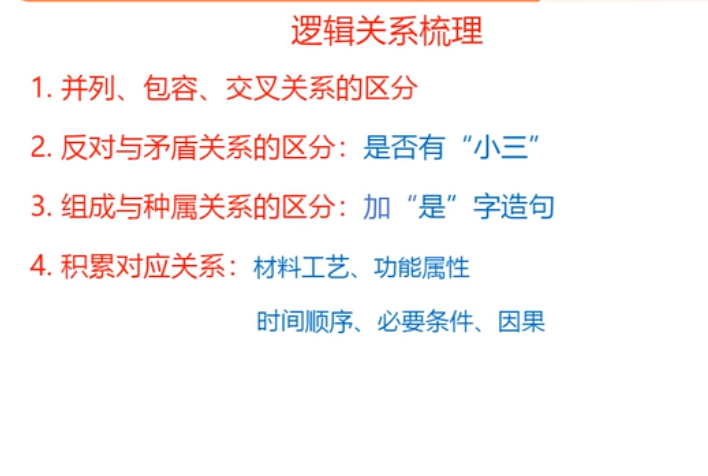 逻辑关系梳理
1. 并列、包容、交叉关系的区分
2. 反对与矛盾关系的区分：是否有“小三”
3. 组成与种属关系的区分：加“是”字造句
4. 积累对应关系：材料工艺、功能属性
时间顺序、必要条件、因果